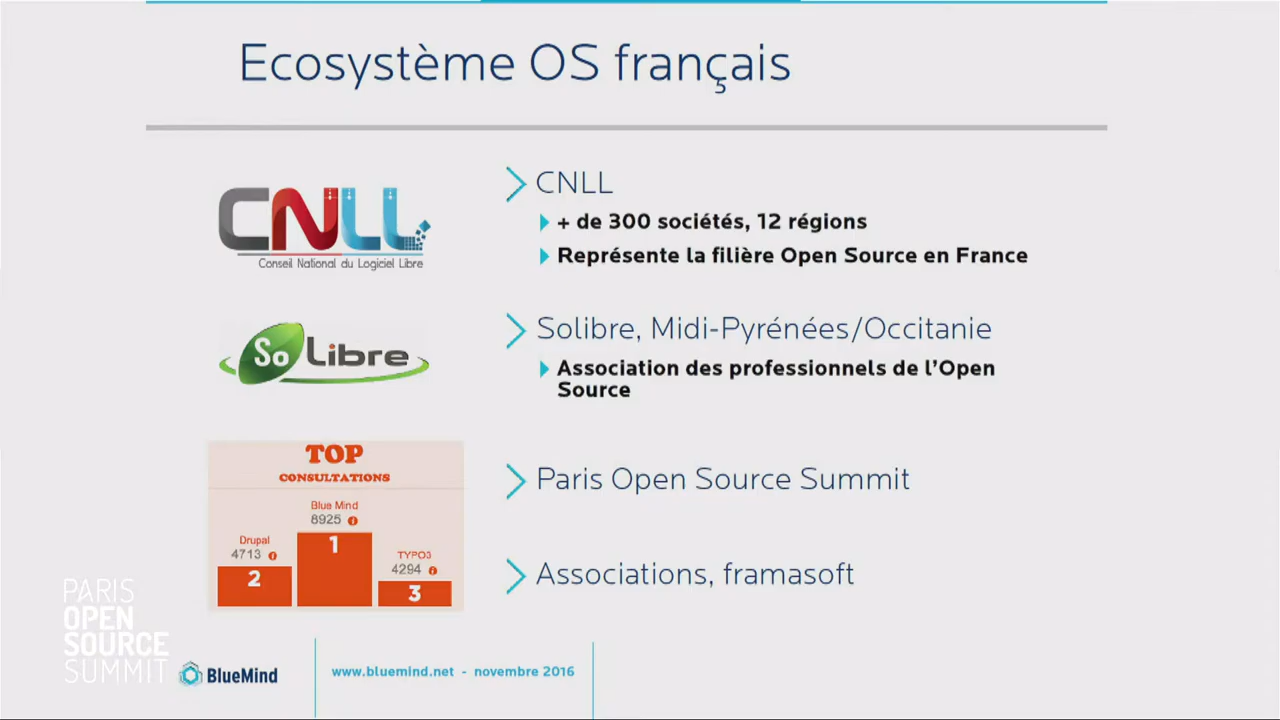 Ecosystème OS français
CNLL
Conseil National du Logiciel Libre
CNLL
+ de 300 sociétés, 12 régions
Représente la filière Open Source en France
So Libre
Solibre, Midi-Pyrénées/Occitanie
Association des professionnels de l'Open
Source
TOP
CONSULTATIONS
Blue Mind
8925
1
Drupal
4713
2
TYPO3
4294
3
Paris Open Source Summit
Associations, framasoft
PARIS
OPEN
SOURCE
SUMMIT
BlueMind
www.bluemind.net - novembre 2016